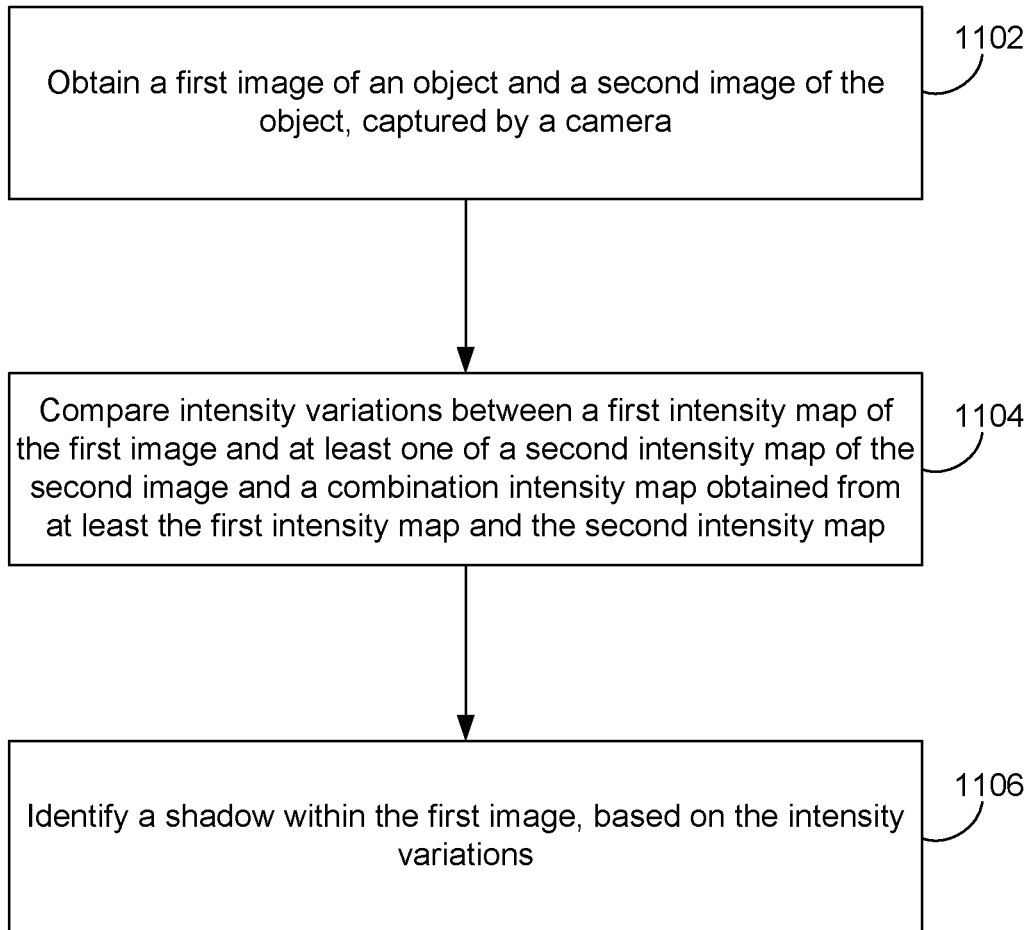 1102
Obtain a first image of an object and a second image of the
object, captured by a camera
Compare intensity variations between a first intensity map of
1104
the first image and at least one of a second intensity map of the
second image and a combination intensity map obtained from
at least the first intensity map and the second intensity map
1106
Identify a shadow within the first image, based on the intensity
variations